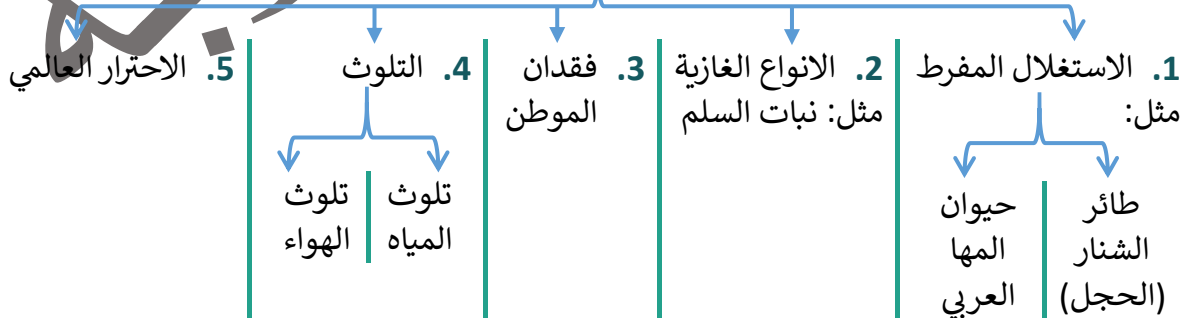 1. الاستغلال المفرط
مثل:
طائر
الشنار
(الحجل)
حيوان
المها
العربي
2. الانواع الغازية
مثل: نبات السلم
3. فقدان
الموطن
4. التلوث
تلوث
المياه
تلوث
الهواء
5. الاحترار العالمي